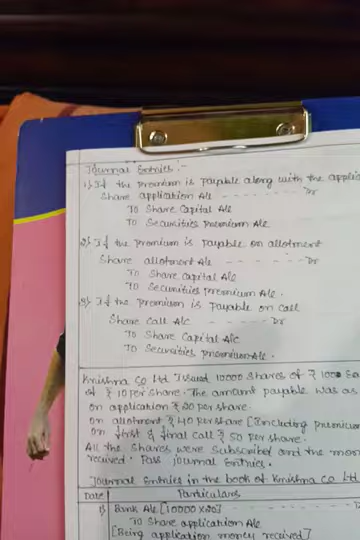 Journal Entries :-
1) If the premium is payable along with the applic
Share application A/c - - - - - - - - Dr
To Share Capital A/c
To Securities premium A/c
2) If the premium is payable on allotment
Share allotment A/c - - - - - - - Dr
To Share Capital A/c
To Securities premium A/c.
3) If the premium is payable on call
Share Call A/c - - - - - - Dr
To Share Capital A/c
To Securities premium A/c.
Krishna Co Ltd Issued 10000 Shares of ₹ 100
of ₹ 10 per share. The amount payable was as
on application ₹ 20 per share
on allotment ₹ 40 per share [Including premium
on first & final call ₹ 50 per share.
All the shares were subscribed and the mon
received. Pass journal Entries.
Journal Entries in the book of Krishna Co Ltd
Date Particulars
1) Bank A/c [10000 x 20]
To Share application A/c
[Being application money received]